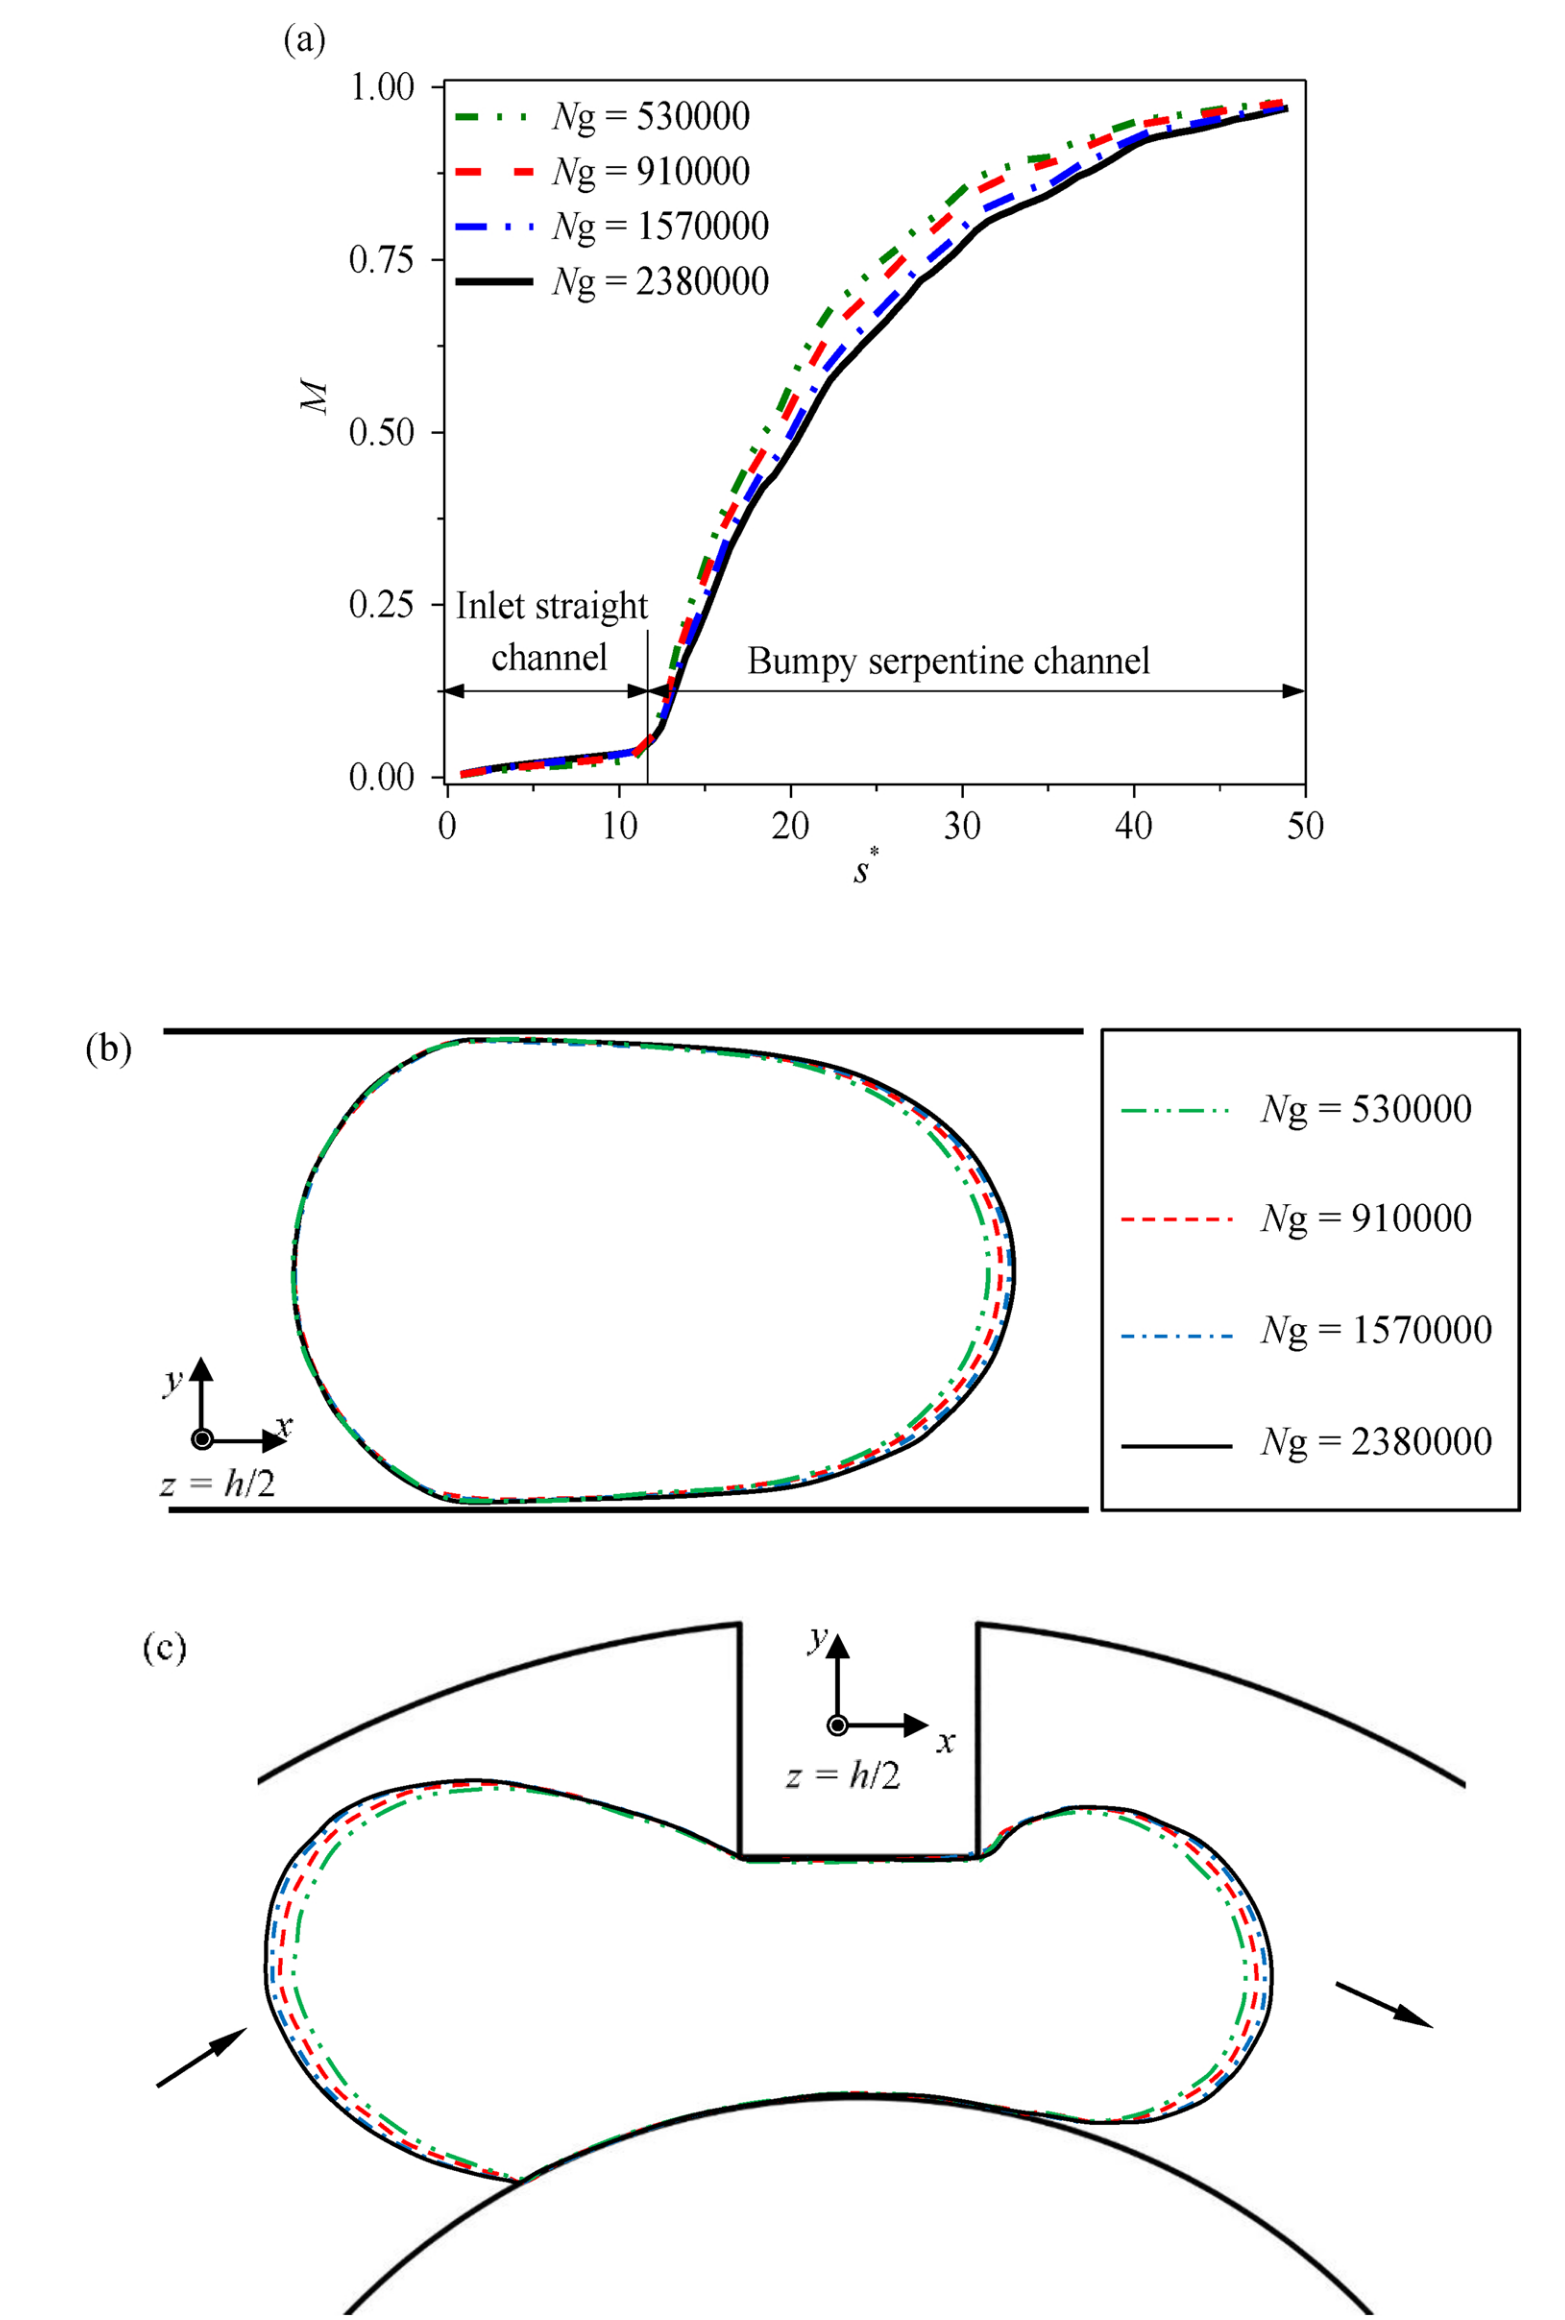 (a)
1.00
0.75
0.50
0.25
0.00
M
Ng = 530000
Ng = 910000
Ng = 1570000
Ng = 2380000
Inlet straight
channel
Bumpy serpentine channel
0 10 20 30 40 50
s*
(b)
y
x
z = h/2
Ng = 530000
Ng = 910000
Ng = 1570000
Ng = 2380000
(c)
y
x
z = h/2